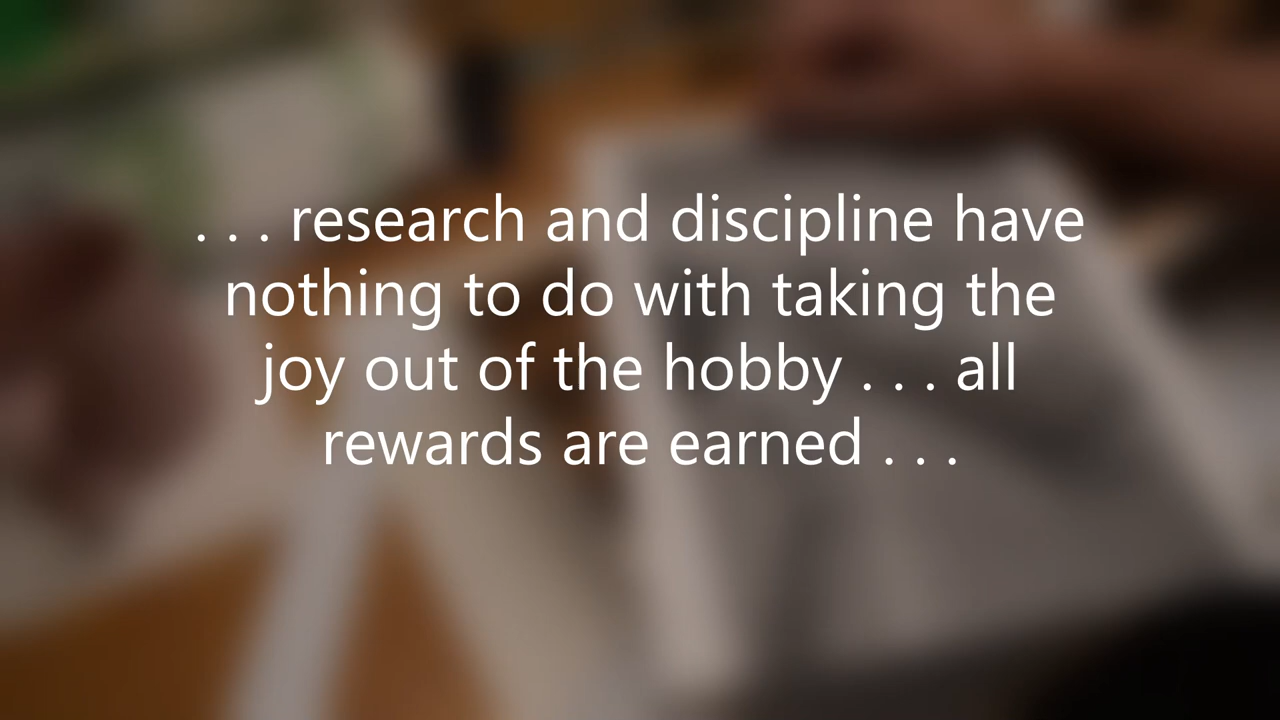 . . . research and discipline have
nothing to do with taking the
joy out of the hobby . . . all
rewards are earned . . .